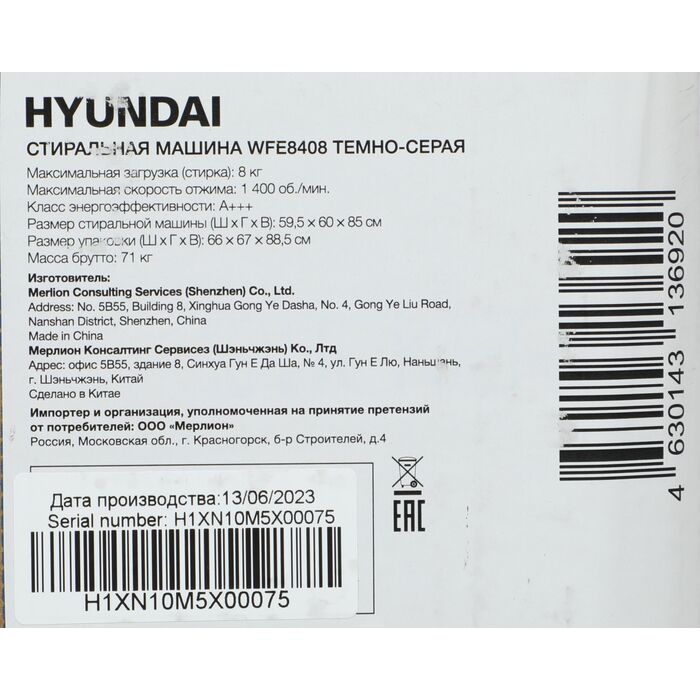 HYUNDAI
СТИРАЛЬНАЯ МАШИНА WFE8408 ТЕМНО-СЕРАЯ
Максимальная загрузка (стирка): 8 кг
Максимальная скорость отжима: 1 400 об./мин.
Класс энергоэффективности: А+++
Размер стиральной машины (Ш х Г х В): 59,5 × 60 × 85 см
Размер упаковки (Ш х Г х В): 66 × 67 × 88,5 см
Масса брутто: 71 кг
Изготовитель:
Merlion Consulting Services (Shenzhen) Co., Ltd.
Address: No. 5B55, Building 8, Xinghua Gong Ye Dasha, No. 4, Gong Ye Liu Road,
Nanshan District, Shenzhen, China
Made in China
Мерлион Консалтинг Сервисез (Шэньчжэнь) Ко., Лтд
Адрес: офис 5B55, здание 8, Синхуа Гун Е Да Ша, № 4, ул. Гун Е Лю, Наньшань,
г. Шэньчжэнь, Китай
Сделано в Китае
Импортер и организация, уполномоченная на принятие претензий
от потребителей: ООО «Мерлион»
Россия, Московская обл., г. Красногорск, б-р Строителей, д.4
Дата производства:13/06/2023
Serial number: H1XN10M5X00075
H1XN10M5X00075
EAC
4 630143 136920